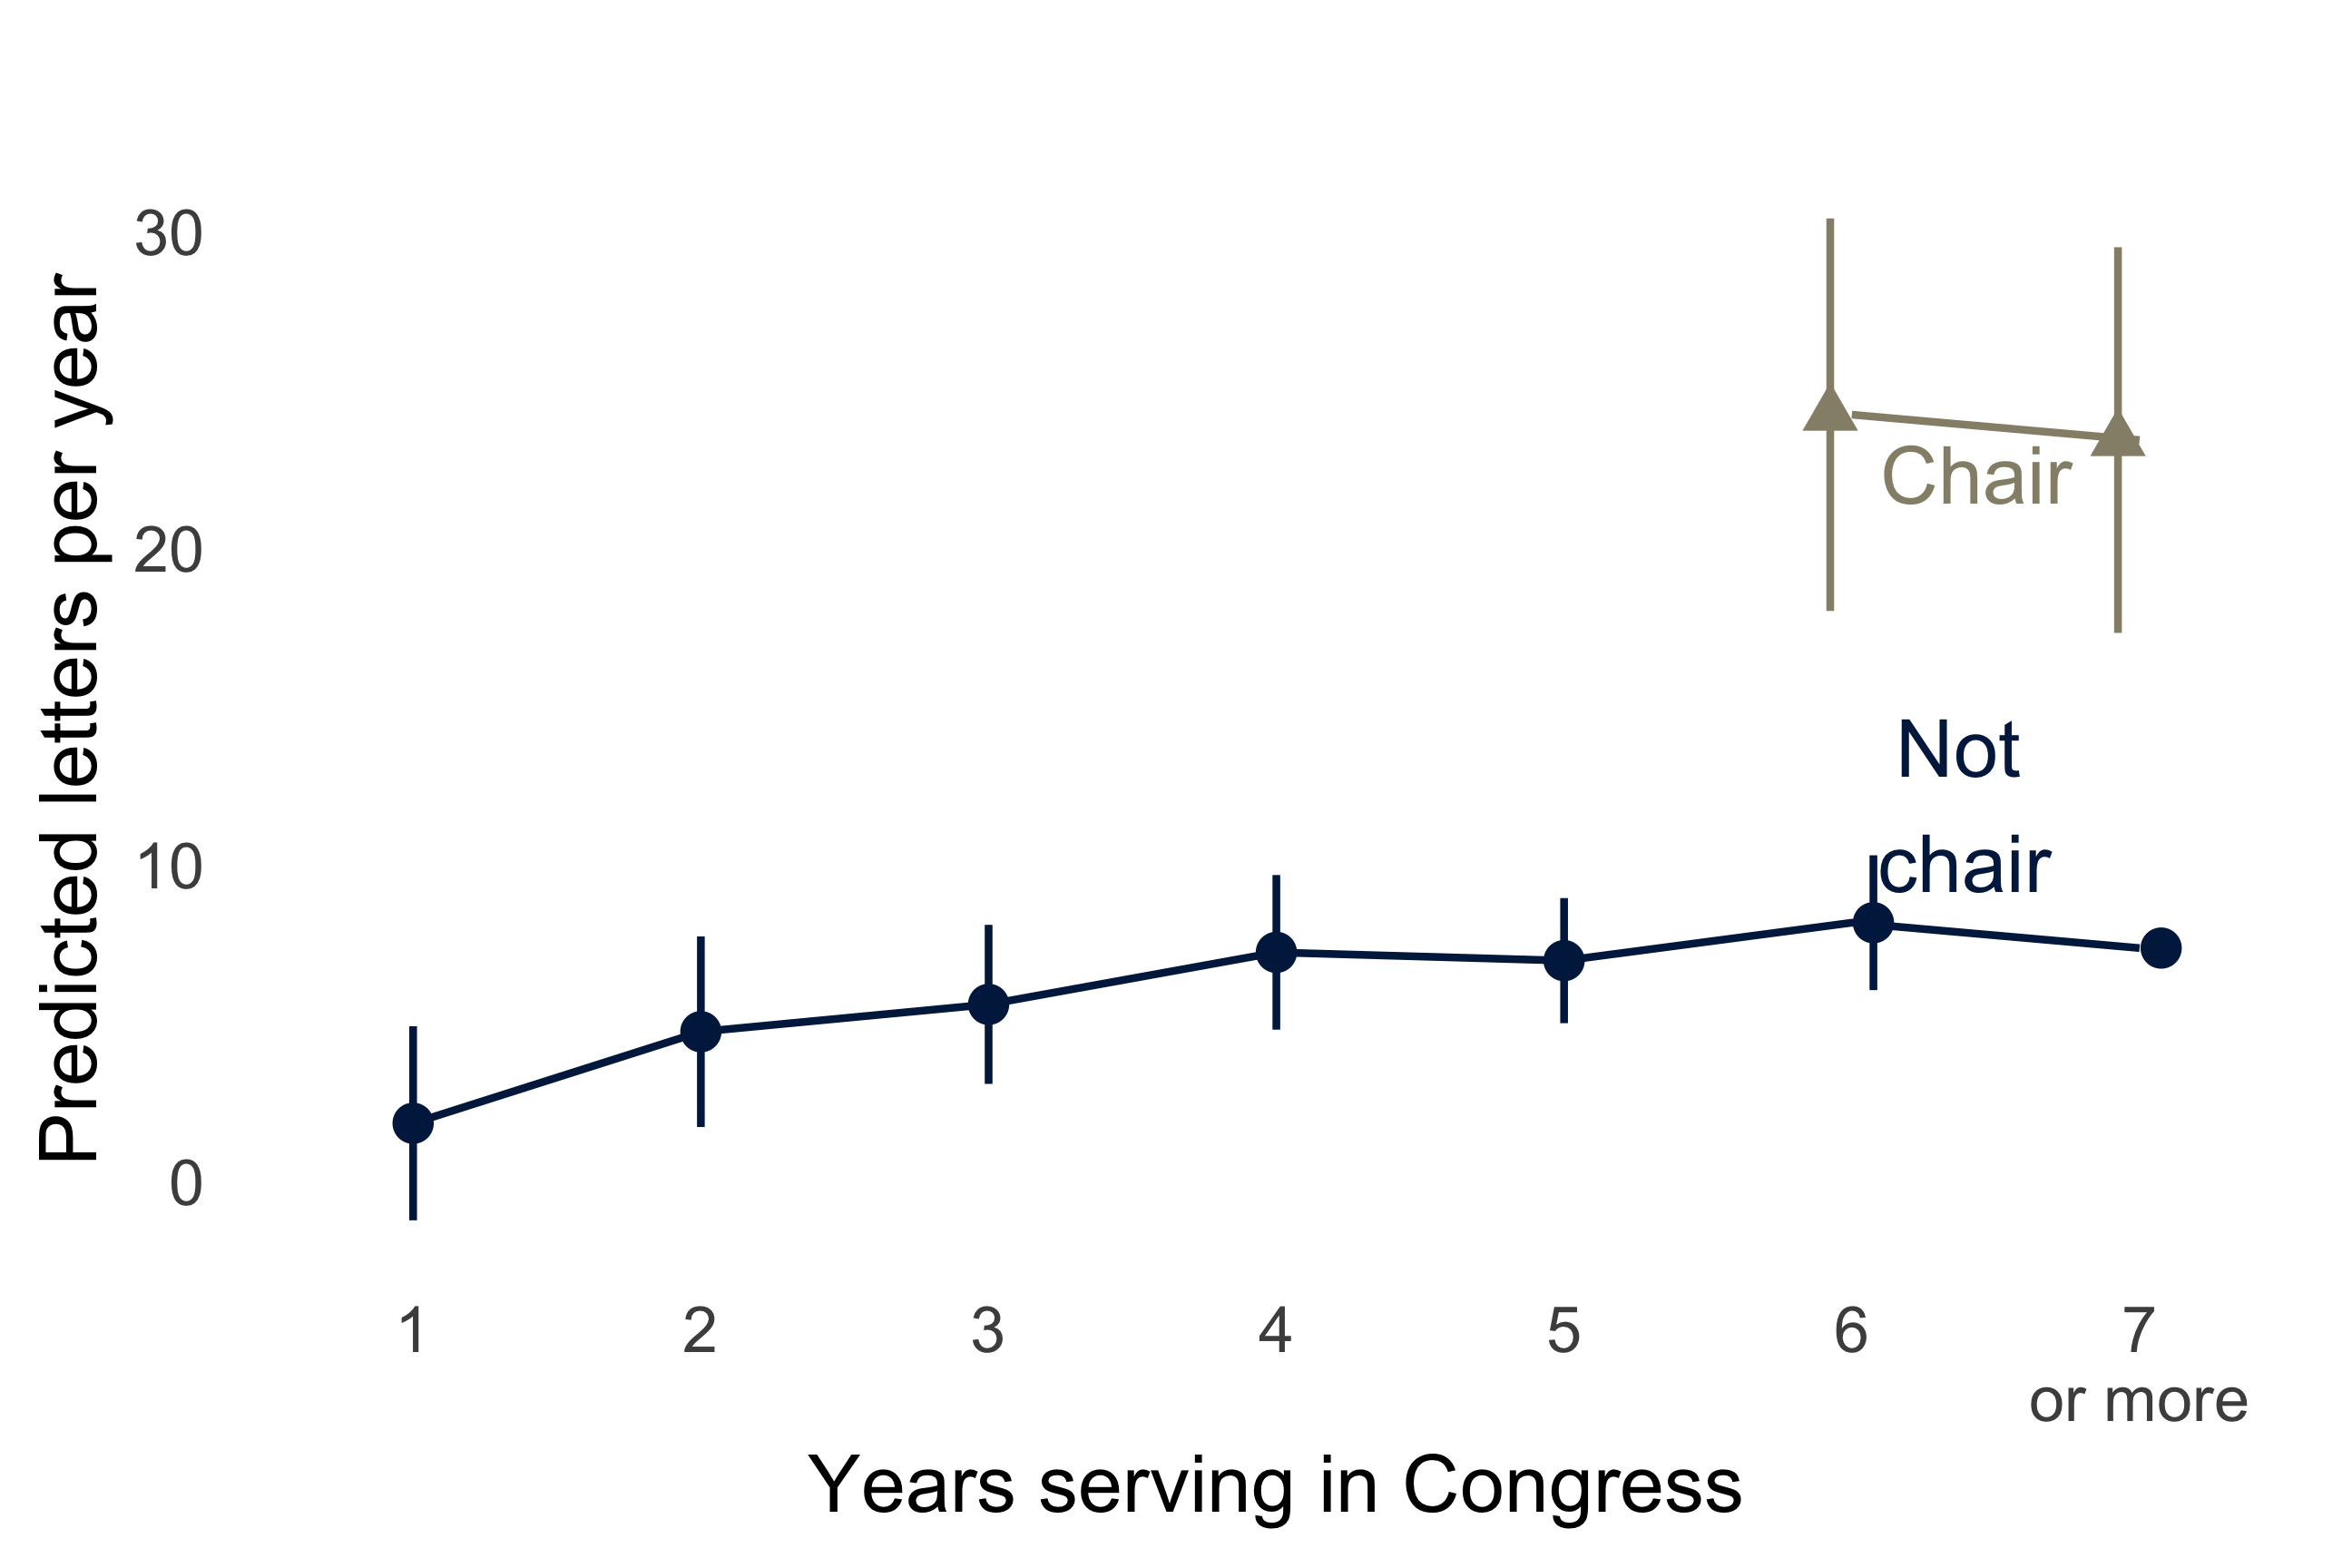 Predicted letters per year
30
20
10
0
Chair
Not
chair
1 2 3 4 5 6 7
or more
Years serving in Congress